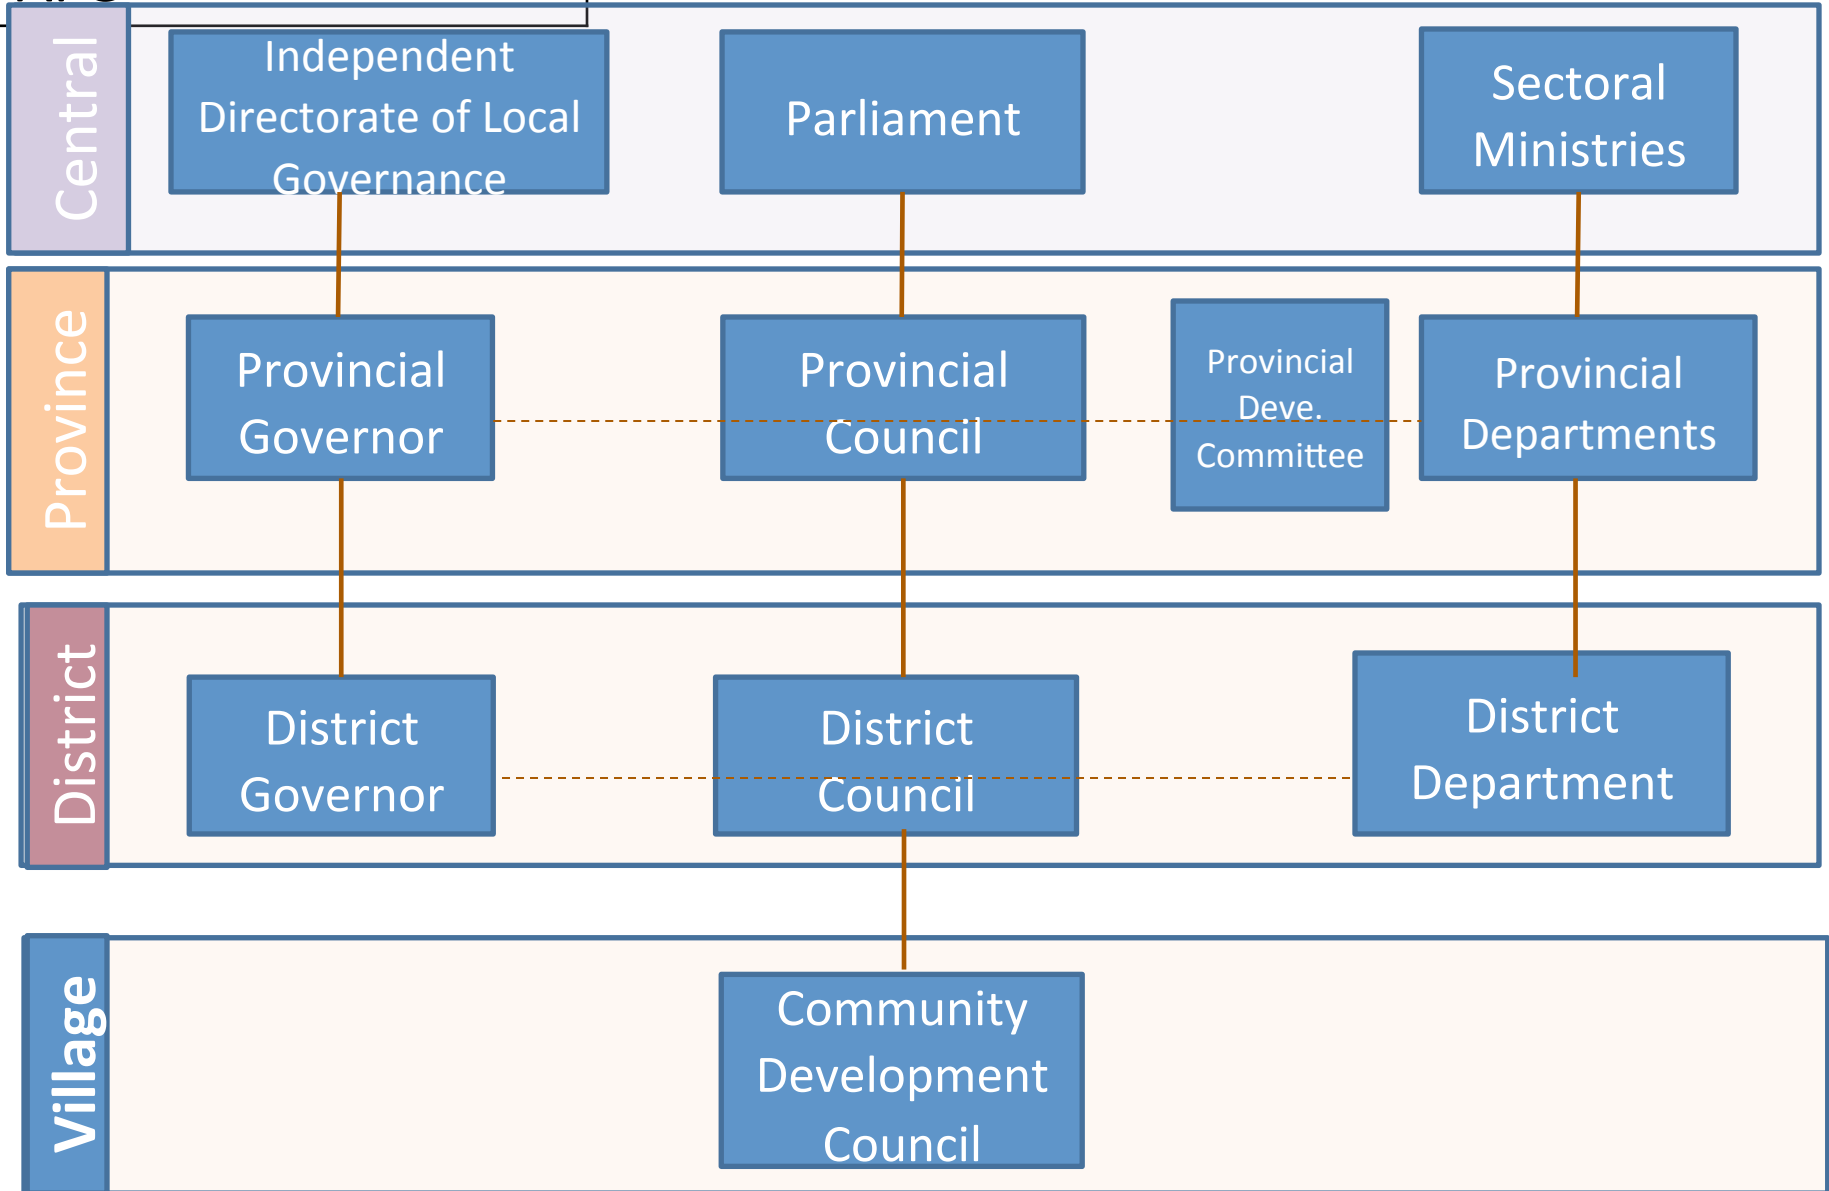 Central
Independent
Directorate of Local
Governance
Parliament
Sectoral
Ministries
Province
Provincial
Governor
Provincial
Council
Provincial
Deve.
Committee
Provincial
Departments
District
District
Governor
District
Council
District
Department
Village
Community
Development
Council